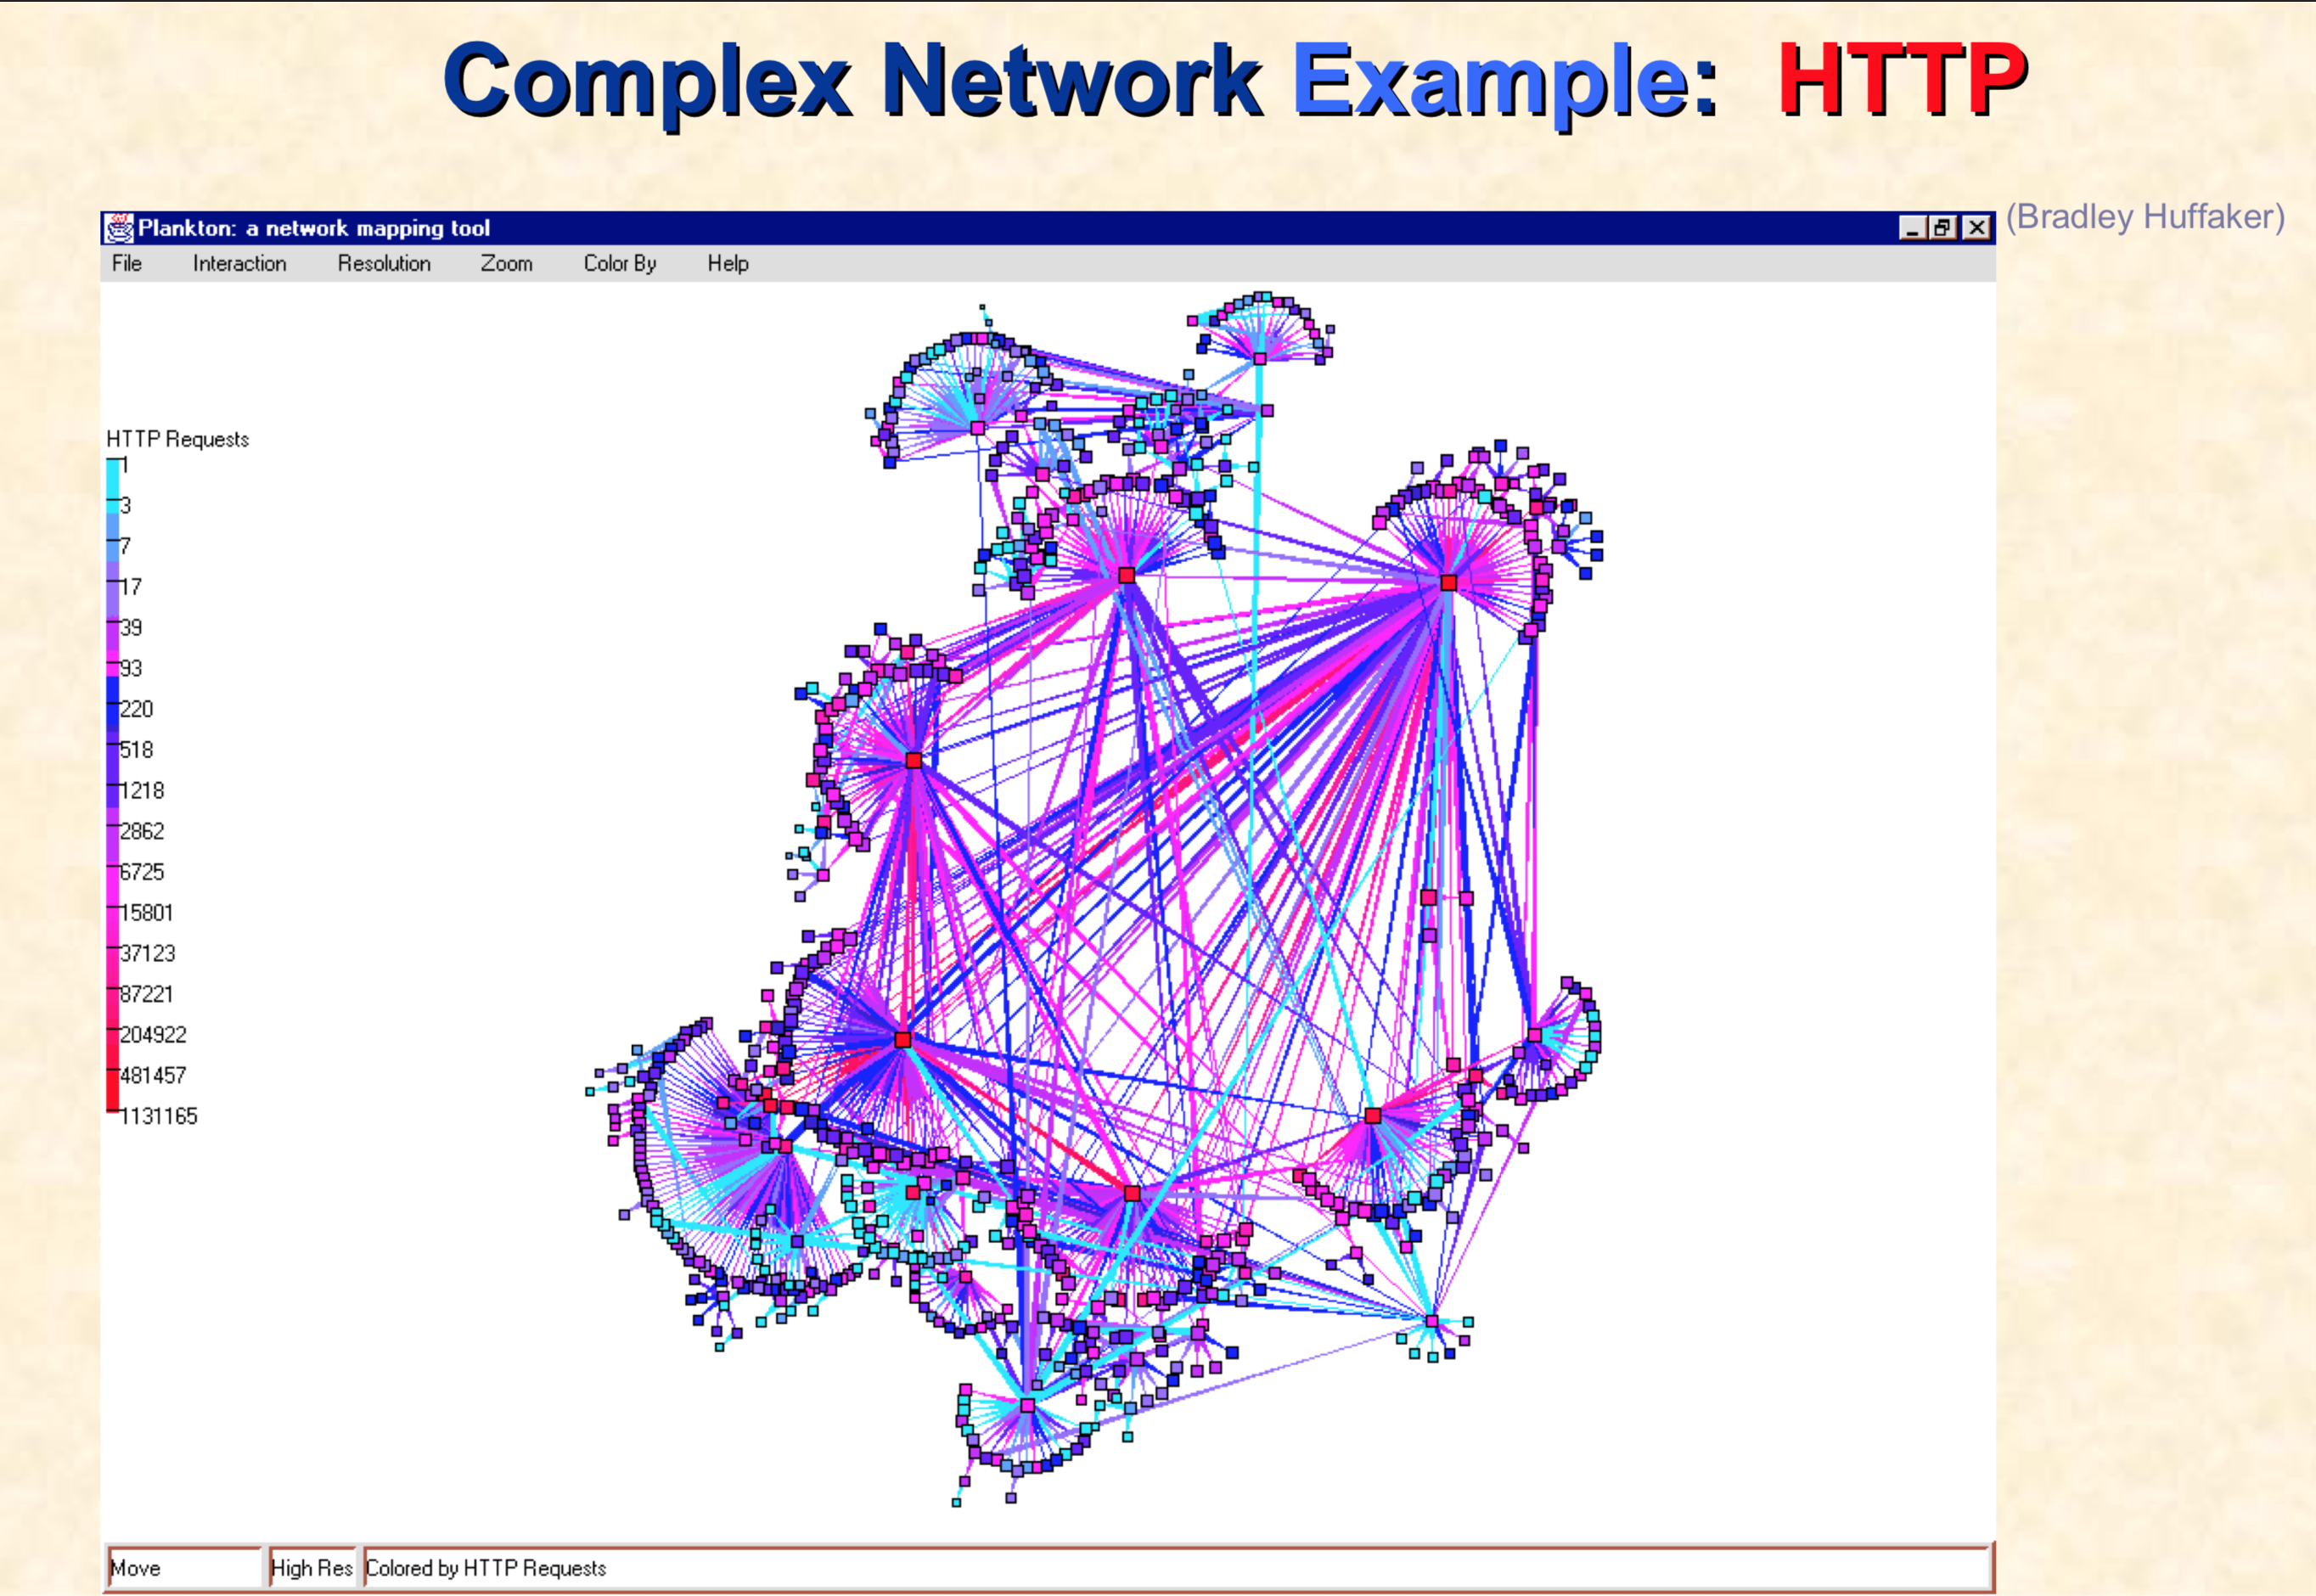 Complex Network Example: HTTP
(Bradley Huffaker)
Plankton: a network mapping tool
File Interaction Resolution Zoom Color By Help
HTTP Requests
1
3
7
17
39
93
220
518
1218
2862
6725
15801
37123
87221
204922
481457
1131165
Move High Res Colored by HTTP Requests